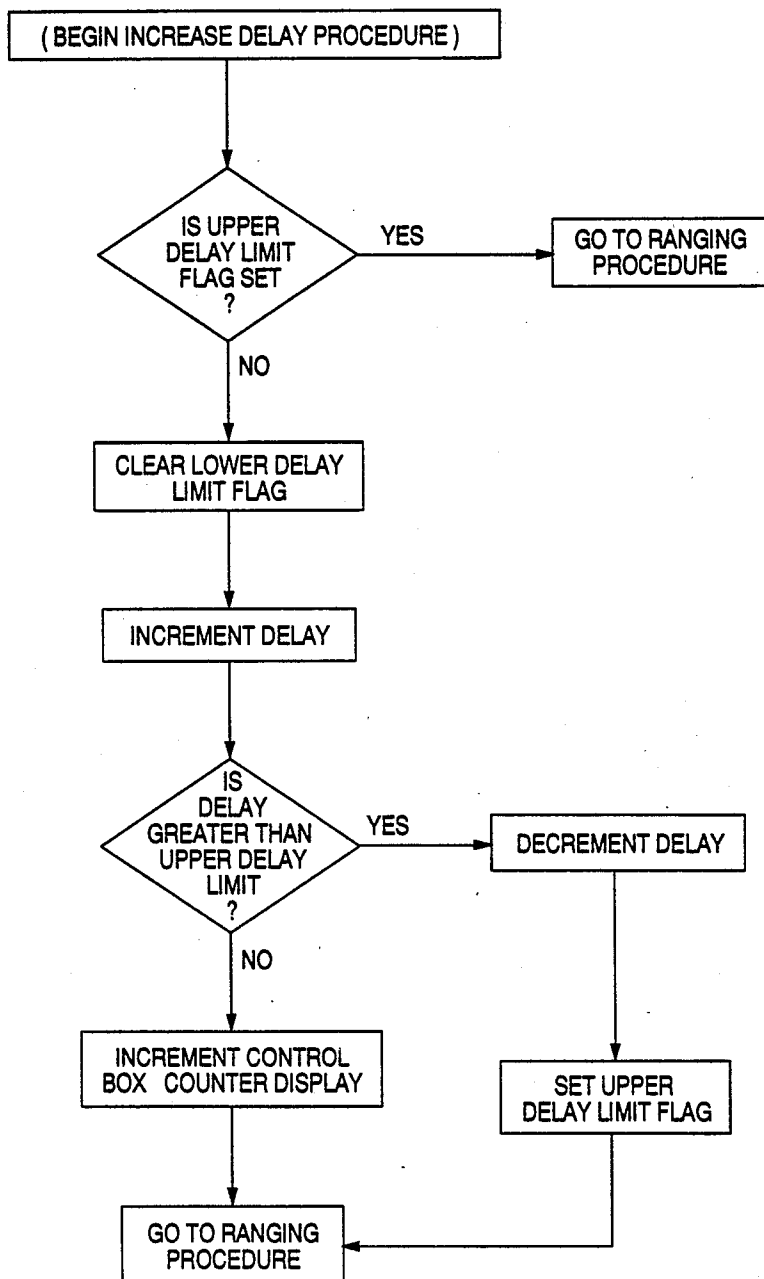 ( BEGIN INCREASE DELAY PROCEDURE )
IS UPPER
DELAY LIMIT
FLAG SET
?
YES
GO TO RANGING
PROCEDURE
NO
CLEAR LOWER DELAY
LIMIT FLAG
INCREMENT DELAY
IS
DELAY
GREATER THAN
UPPER DELAY
LIMIT
?
YES
DECREMENT DELAY
NO
INCREMENT CONTROL
BOX COUNTER DISPLAY
SET UPPER
DELAY LIMIT FLAG
GO TO RANGING
PROCEDURE